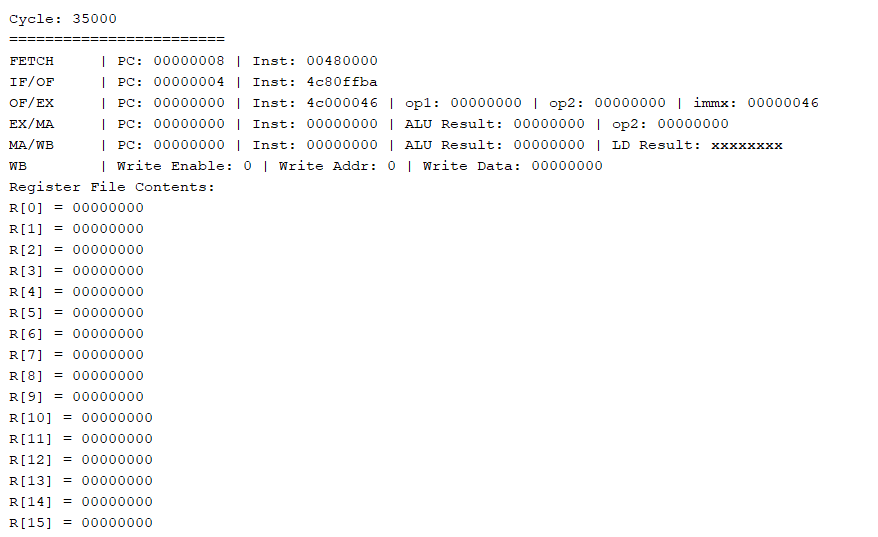 Cycle: 35000
========================
FETCH | PC: 00000008 | Inst: 00480000
IF/OF | PC: 00000004 | Inst: 4c80ffba
OF/EX | PC: 00000000 | Inst: 4c000046 | op1: 00000000 | op2: 00000000 | immx: 00000046
EX/MA | PC: 00000000 | Inst: 00000000 | ALU Result: 00000000 | op2: 00000000
MA/WB | PC: 00000000 | Inst: 00000000 | ALU Result: 00000000 | LD Result: xxxxxxxx
WB | Write Enable: 0 | Write Addr: 0 | Write Data: 00000000
Register File Contents:
R[0] = 00000000
R[1] = 00000000
R[2] = 00000000
R[3] = 00000000
R[4] = 00000000
R[5] = 00000000
R[6] = 00000000
R[7] = 00000000
R[8] = 00000000
R[9] = 00000000
R[10] = 00000000
R[11] = 00000000
R[12] = 00000000
R[13] = 00000000
R[14] = 00000000
R[15] = 00000000